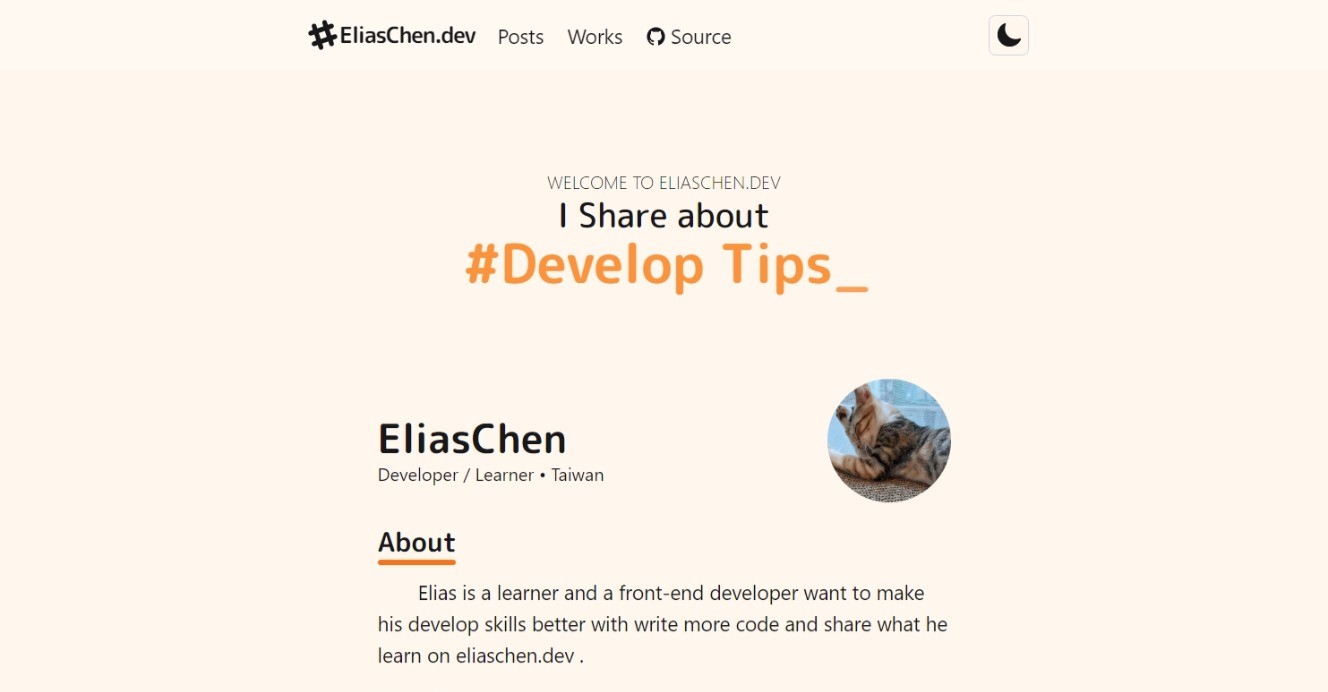 #EliasChen.dev Posts Works Source
WELCOME TO ELIASCHEN.DEV
I Share about
#Develop Tips_
EliasChen
Developer / Learner • Taiwan
About
Elias is a learner and a front-end developer want to make
his develop skills better with write more code and share what he
learn on eliaschen.dev .